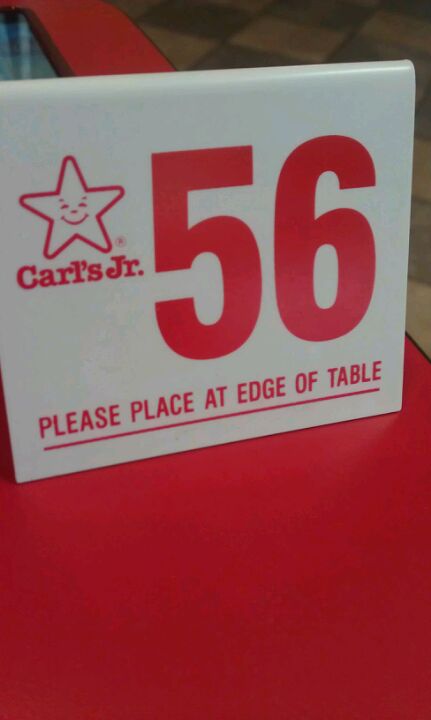 56
Carl's Jr.®
PLEASE PLACE AT EDGE OF TABLE